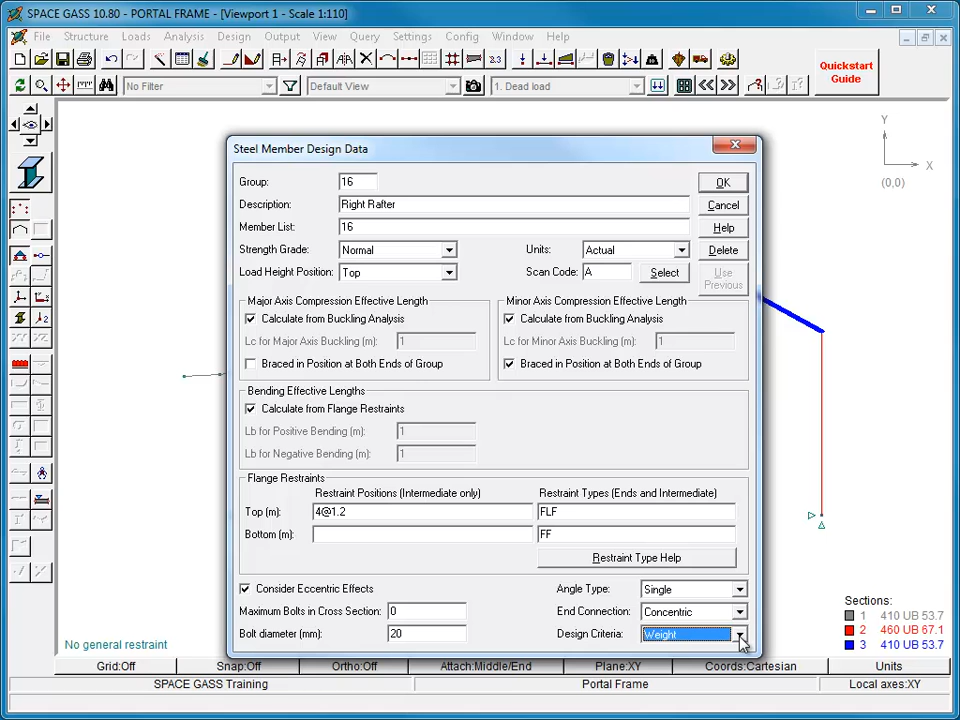 SPACE GASS 10.80 - PORTAL FRAME - [Viewport 1 - Scale 1:110]
File Structure Loads Analysis Design Output View Query Settings Config Window Help
2.3
Quickstart
Guide
No Filter
Default View
1. Dead load
Y
X
(0,0)
Steel Member Design Data
Group: 16
OK
Description: Right Rafter
Cancel
Member List: 16
Help
Strength Grade: Normal
Units: Actual
Delete
Load Height Position: Top
Scan Code: A
Select
Use
Previous
Major Axis Compression Effective Length
Minor Axis Compression Effective Length
Calculate from Buckling Analysis
Calculate from Buckling Analysis
Lc for Major Axis Buckling (m): 1
Lc for Minor Axis Buckling (m): 1
Braced in Position at Both Ends of Group
Braced in Position at Both Ends of Group
Bending Effective Lengths
Calculate from Flange Restraints
Lb for Positive Bending (m): 1
Lb for Negative Bending (m): 1
Flange Restraints
Restraint Positions (Intermediate only)
Restraint Types (Ends and Intermediate)
Top (m): 4@1.2
FLF
Bottom (m):
FF
Restraint Type Help
Consider Eccentric Effects
Angle Type: Single
Maximum Bolts in Cross Section: 0
End Connection: Concentric
Bolt diameter (mm): 20
Design Criteria: Weight
Sections:
1 410 UB 53.7
2 460 UB 67.1
3 410 UB 53.7
No general restraint
Grid:Off Snap:Off Ortho:Off Attach:Middle/End Plane:XY Coords:Cartesian Units
SPACE GASS Training Portal Frame Local axes:XY